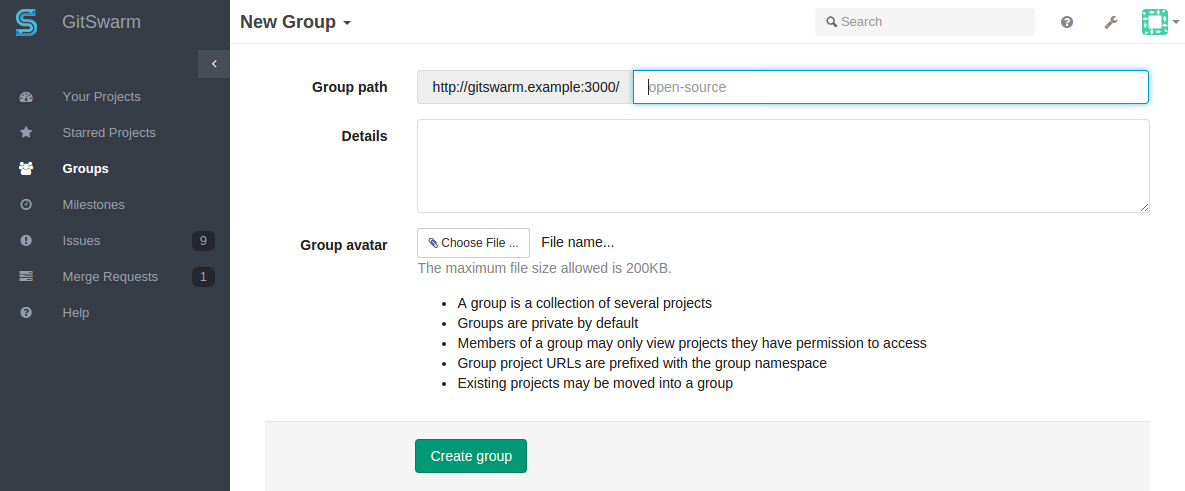 GitSwarm
New Group
Search
Your Projects
Starred Projects
Groups
Milestones
Issues 9
Merge Requests 1
Help
Group path http://gitswarm.example:3000/ open-source
Details
Group avatar Choose File ... File name...
The maximum file size allowed is 200KB.
A group is a collection of several projects
Groups are private by default
Members of a group may only view projects they have permission to access
Group project URLs are prefixed with the group namespace
Existing projects may be moved into a group
Create group